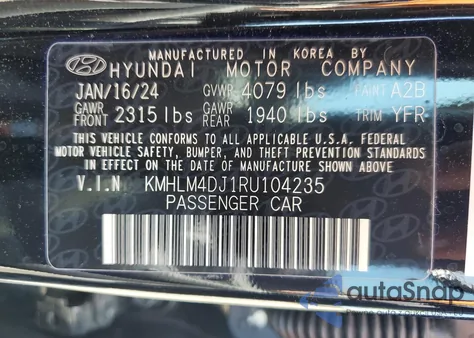 MANUFACTURED IN KOREA BY
HYUNDAI MOTOR COMPANY
JAN/16/24 GVWR 4079 lbs PAINT A2B
GAWR FRONT 2315 lbs GAWR REAR 1940 lbs TRIM YFR
THIS VEHICLE CONFORMS TO ALL APPLICABLE U.S.A. FEDERAL
MOTOR VEHICLE SAFETY, BUMPER, AND THEFT PREVENTION STANDARDS
IN EFFECT ON THE DATE OF MANUFACTURE SHOWN ABOVE.
V.I.N KMHLM4DJ1RU104235
PASSENGER CAR
autoSnap